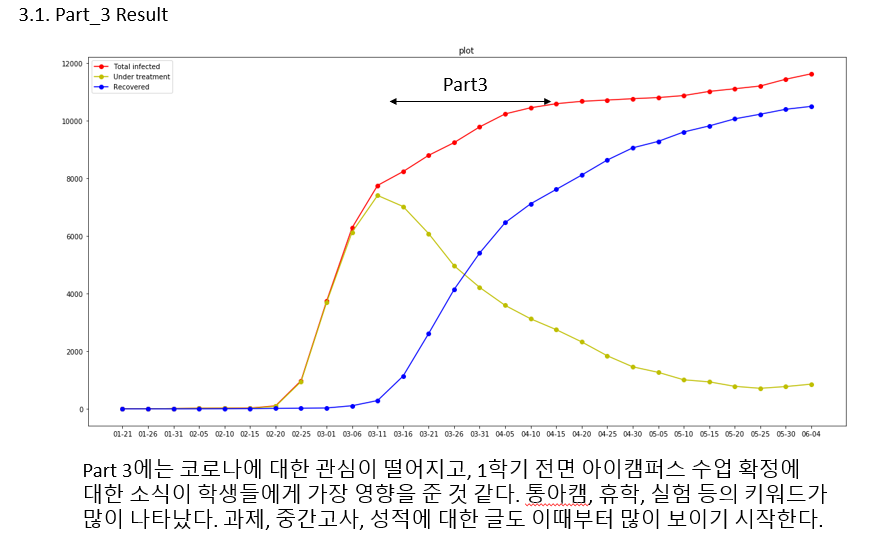 3.1. Part_3 Result
plot
Total infected
Under treatment
Recovered
Part3
12000
10000
8000
6000
4000
2000
0
01-21 01-26 01-31 02-05 02-10 02-15 02-20 02-25 03-01 03-06 03-11 03-16 03-21 03-26 03-31 04-05 04-10 04-15 04-20 04-25 04-30 05-05 05-10 05-15 05-20 05-25 05-30 06-04
Part 3에는 코로나에 대한 관심이 떨어지고, 1학기 전면 아이캠퍼스 수업 확정에
대한 소식이 학생들에게 가장 영향을 준 것 같다. 통아캠, 휴학, 실험 등의 키워드가
많이 나타났다. 과제, 중간고사, 성적에 대한 글도 이때부터 많이 보이기 시작한다.